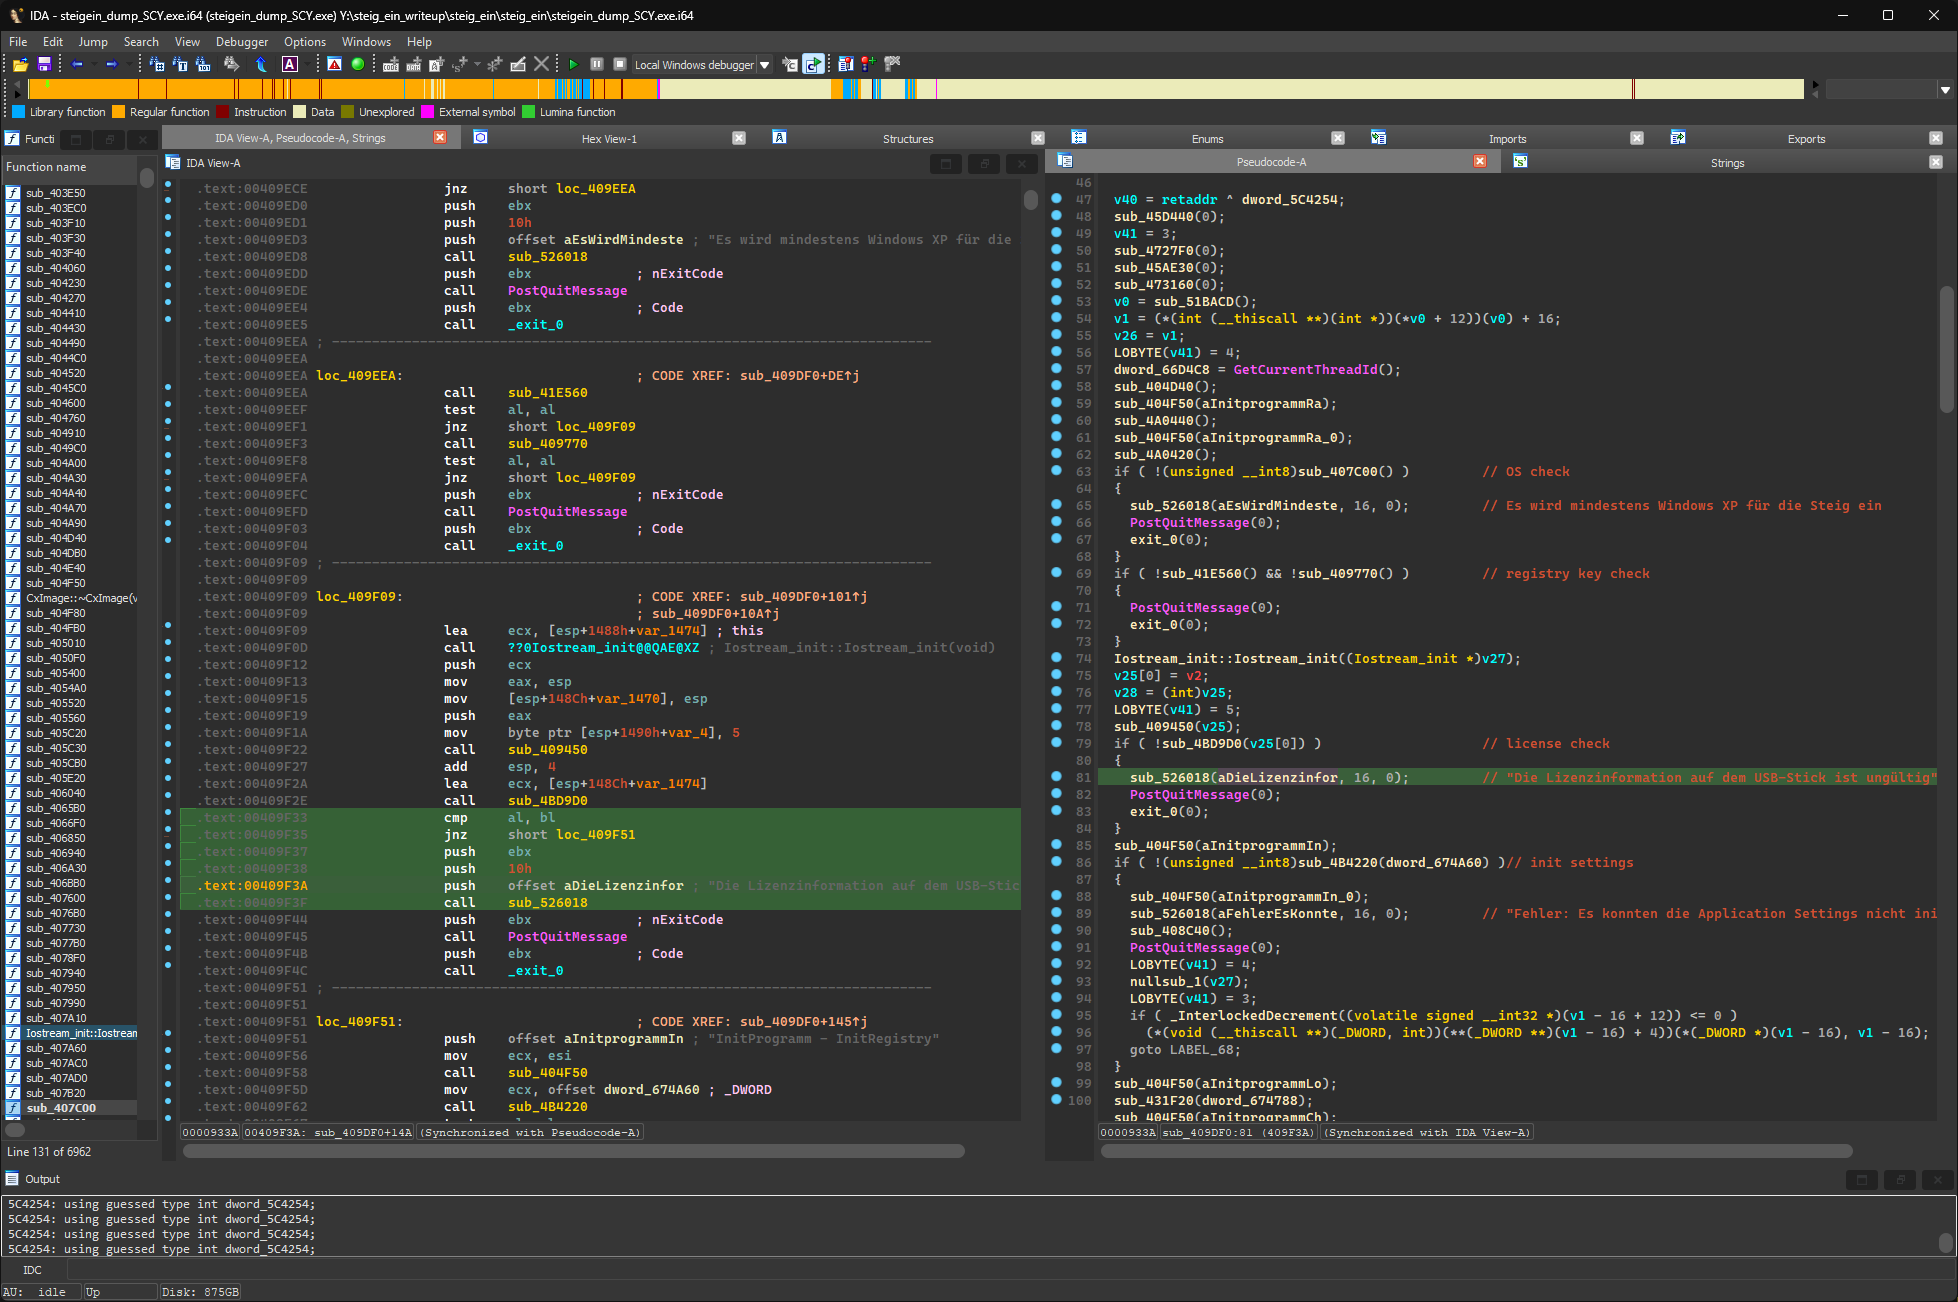 IDA - steigein_dump_SCY.exe.i64 (steigein_dump_SCY.exe) Y:\steig_ein_writeup\steig_ein\steig_ein\steigein_dump_SCY.exe.i64
File Edit Jump Search View Debugger Options Windows Help
Local Windows debugger
Library function Regular function Instruction Data Unexplored External symbol Lumina function
Functi
IDA View-A, Pseudocode-A, Strings
Hex View-1
Structures
Enums
Imports
Exports
Function name
sub_403E50
sub_403EC0
sub_403F10
sub_403F30
sub_403F40
sub_404060
sub_404230
sub_404270
sub_404410
sub_404430
sub_404490
sub_4044C0
sub_404520
sub_4045C0
sub_404600
sub_404760
sub_404910
sub_4049C0
sub_404A00
sub_404A30
sub_404A40
sub_404A70
sub_404A90
sub_404D40
sub_404DB0
sub_404E40
sub_404F50
CxImage::~CxImage(v
sub_404F80
sub_404FB0
sub_405010
sub_4050F0
sub_405400
sub_4054A0
sub_405520
sub_405560
sub_405C20
sub_405C30
sub_405CB0
sub_405E20
sub_406040
sub_4065B0
sub_4066F0
sub_406850
sub_406940
sub_406A30
sub_406BB0
sub_407600
sub_4076B0
sub_407730
sub_4077B0
sub_4078F0
sub_407940
sub_407950
sub_407990
sub_407A10
Iostream_init::Iostream
sub_407A60
sub_407AC0
sub_407AD0
sub_407B20
sub_407C00
Line 131 of 6962
IDA View-A
.text:00409ECE jnz short loc_409EEA
.text:00409ED0 push ebx
.text:00409ED1 push 10h
.text:00409ED3 push offset aEsWirdMindeste ; "Es wird mindestens Windows XP für die
.text:00409ED8 call sub_526018
.text:00409EDD push ebx ; nExitCode
.text:00409EDE call PostQuitMessage
.text:00409EE4 push ebx ; Code
.text:00409EE5 call _exit_0
.text:00409EEA ; ---------------------------------------------------------------------------
.text:00409EEA
.text:00409EEA loc_409EEA: ; CODE XREF: sub_409DF0+DE↑j
.text:00409EEA call sub_41E560
.text:00409EEF test al, al
.text:00409EF1 jnz short loc_409F09
.text:00409EF3 call sub_409770
.text:00409EF8 test al, al
.text:00409EFA jnz short loc_409F09
.text:00409EFC push ebx ; nExitCode
.text:00409EFD call PostQuitMessage
.text:00409F03 push ebx ; Code
.text:00409F04 call _exit_0
.text:00409F09 ; ---------------------------------------------------------------------------
.text:00409F09
.text:00409F09 loc_409F09: ; CODE XREF: sub_409DF0+101↑j
.text:00409F09 ; sub_409DF0+10A↑j
.text:00409F09 lea ecx, [esp+1488h+var_1474] ; this
.text:00409F0D call ??0Iostream_init@@QAE@XZ ; Iostream_init::Iostream_init(void)
.text:00409F12 push ecx
.text:00409F13 mov eax, esp
.text:00409F15 mov [esp+148Ch+var_1470], esp
.text:00409F19 push eax
.text:00409F1A mov byte ptr [esp+1490h+var_4], 5
.text:00409F22 call sub_409450
.text:00409F27 add esp, 4
.text:00409F2A lea ecx, [esp+148Ch+var_1474]
.text:00409F2E call sub_4BD9D0
.text:00409F33 cmp al, bl
.text:00409F35 jnz short loc_409F51
.text:00409F37 push ebx
.text:00409F38 push 10h
.text:00409F3A push offset aDieLizenzinfor ; "Die Lizenzinformation auf dem USB-Stic
.text:00409F3F call sub_526018
.text:00409F44 push ebx ; nExitCode
.text:00409F45 call PostQuitMessage
.text:00409F4B push ebx ; Code
.text:00409F4C call _exit_0
.text:00409F51 ; ---------------------------------------------------------------------------
.text:00409F51
.text:00409F51 loc_409F51: ; CODE XREF: sub_409DF0+145↑j
.text:00409F51 push offset aInitprogrammIn ; "InitProgramm - InitRegistry"
.text:00409F56 mov ecx, esi
.text:00409F58 call sub_404F50
.text:00409F5D mov ecx, offset dword_674A60 ; _DWORD
.text:00409F62 call sub_4B4220
0000933A 00409F3A: sub_409DF0+14A (Synchronized with Pseudocode-A)
Pseudocode-A
Strings
46
47 v40 = retaddr ^ dword_5C4254;
48 sub_45D440(0);
49 v41 = 3;
50 sub_4727F0(0);
51 sub_45AE30(0);
52 sub_473160(0);
53 v0 = sub_51BACD();
54 v1 = (*(int (__thiscall **)(int *))(*v0 + 12))(v0) + 16;
55 v26 = v1;
56 LOBYTE(v41) = 4;
57 dword_66D4C8 = GetCurrentThreadId();
58 sub_404D40();
59 sub_404F50(aInitprogrammRa);
60 sub_4A0440();
61 sub_404F50(aInitprogrammRa_0);
62 sub_4A0420();
63 if ( !(unsigned __int8)sub_407C00() ) // OS check
64 {
65 sub_526018(aEsWirdMindeste, 16, 0); // Es wird mindestens Windows XP für die Steig ein
66 PostQuitMessage(0);
67 exit_0(0);
68 }
69 if ( !sub_41E560() && !sub_409770() ) // registry key check
70 {
71 PostQuitMessage(0);
72 exit_0(0);
73 }
74 Iostream_init::Iostream_init((Iostream_init *)v27);
75 v25[0] = v2;
76 v28 = (int)v25;
77 LOBYTE(v41) = 5;
78 sub_409450(v25);
79 if ( !sub_4BD9D0(v25[0]) ) // license check
80 {
81 sub_526018(aDieLizenzinfor, 16, 0); // "Die Lizenzinformation auf dem USB-Stick ist ungültig"
82 PostQuitMessage(0);
83 exit_0(0);
84 }
85 sub_404F50(aInitprogrammIn);
86 if ( !(unsigned __int8)sub_4B4220(dword_674A60) )// init settings
87 {
88 sub_404F50(aInitprogrammIn_0);
89 sub_526018(aFehlerEsKonnte, 16, 0); // "Fehler: Es konnten die Application Settings nicht ini
90 sub_408C40();
91 PostQuitMessage(0);
92 LOBYTE(v41) = 4;
93 nullsub_1(v27);
94 LOBYTE(v41) = 3;
95 if ( _InterlockedDecrement((volatile signed __int32 *)(v1 - 16 + 12)) <= 0 )
96 (*(void (__thiscall **)(_DWORD, int))(**(_DWORD **)(v1 - 16) + 4))(*(_DWORD *)(v1 - 16), v1 - 16);
97 goto LABEL_68;
98 }
99 sub_404F50(aInitprogrammLo);
100 sub_431F20(dword_674788);
sub_404F50(aInitprogrammCh);
0000933A sub_409DF0:81 (409F3A) (Synchronized with IDA View-A)
Output
5C4254: using guessed type int dword_5C4254;
5C4254: using guessed type int dword_5C4254;
5C4254: using guessed type int dword_5C4254;
5C4254: using guessed type int dword_5C4254;
IDC
AU: idle Up Disk: 875GB